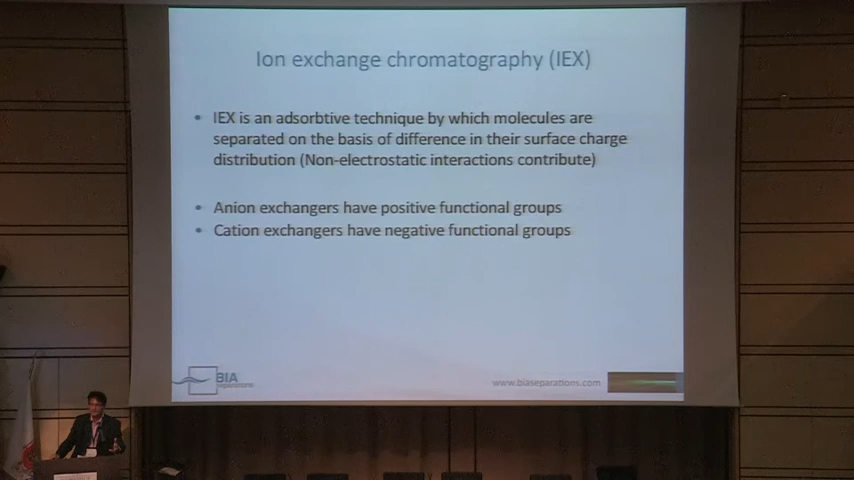 Ion exchange chromatography (IEX)
• IEX is an adsorbtive technique by which molecules are
separated on the basis of difference in their surface charge
distribution (Non-electrostatic interactions contribute)
• Anion exchangers have positive functional groups
• Cation exchangers have negative functional groups
BIA
separations
www.biaseparations.com